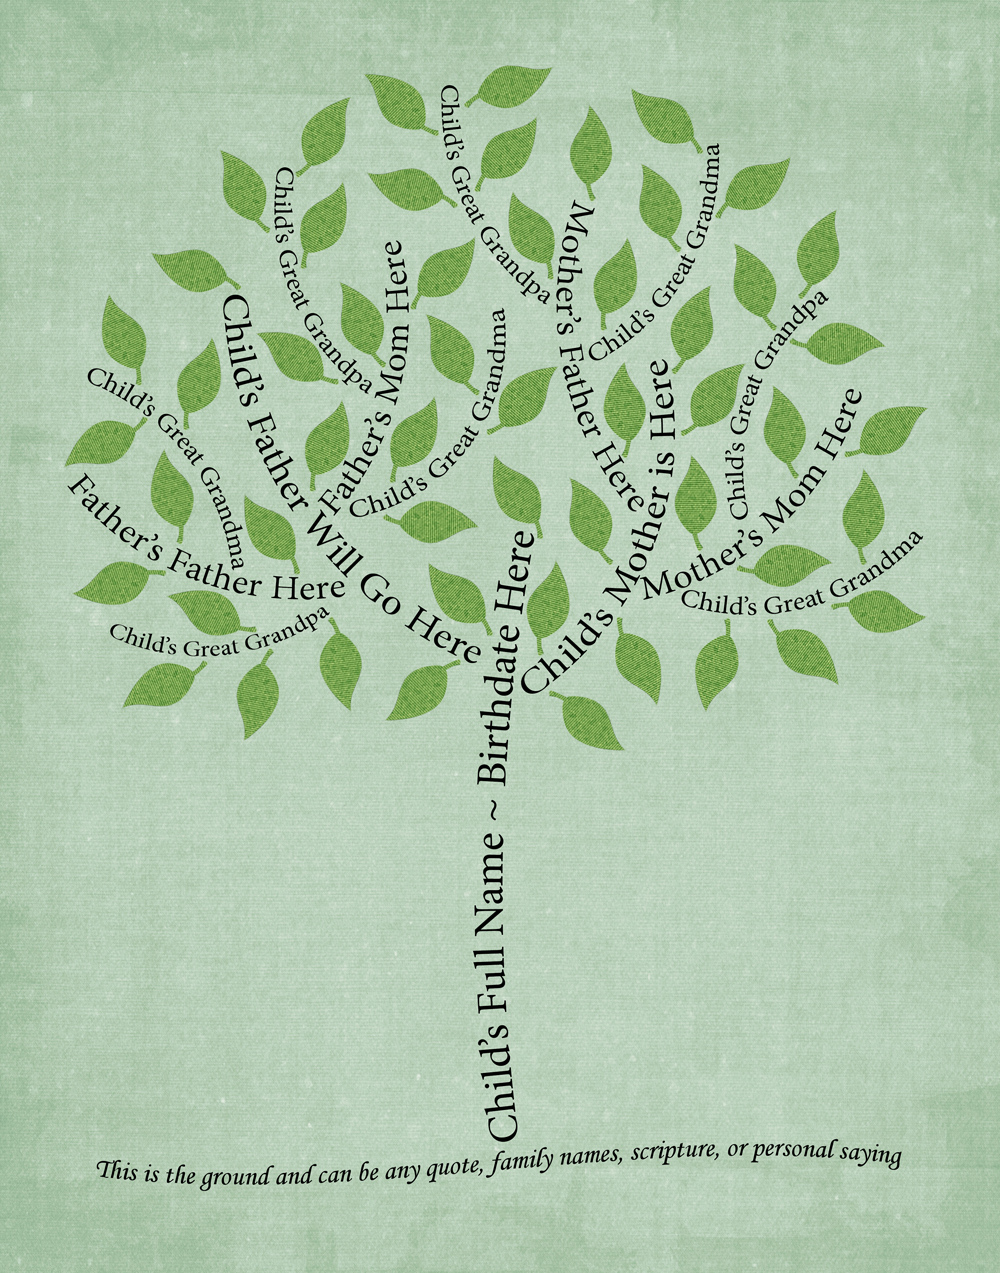 Child's Great Grandpa
Child's Great Grandma
Child's Great Grandpa
Mother's Father Here
Father's Mom Here
Child's Father Will Go Here
Child's Great Grandma
Child's Great Grandpa
Child's Great Grandma
Child's Mother is Here
Mother's Mom Here
Child's Great Grandma
Father's Father Here
Child's Great Grandma
Child's Great Grandpa
Child's Full Name ~ Birthdate Here
This is the ground and can be any quote, family names, scripture, or personal saying